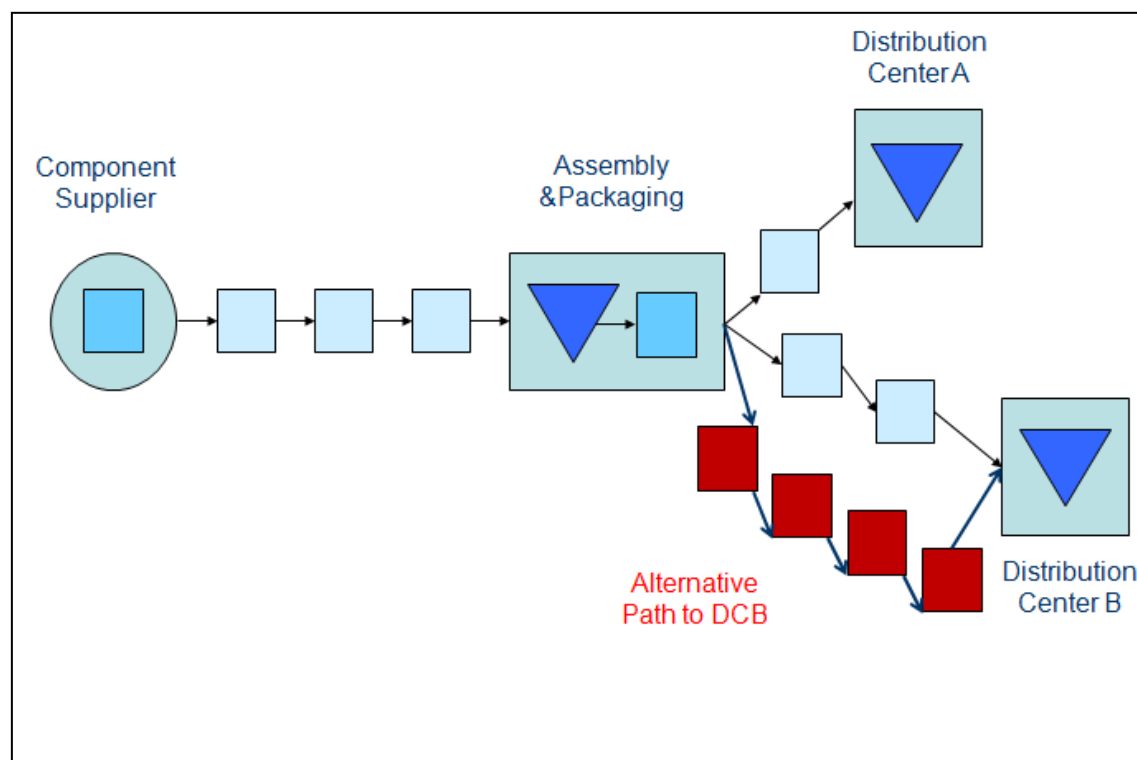 Distribution
Center A
Component
Supplier
Assembly
&Packaging
Alternative
Path to DCB
Distribution
Center B